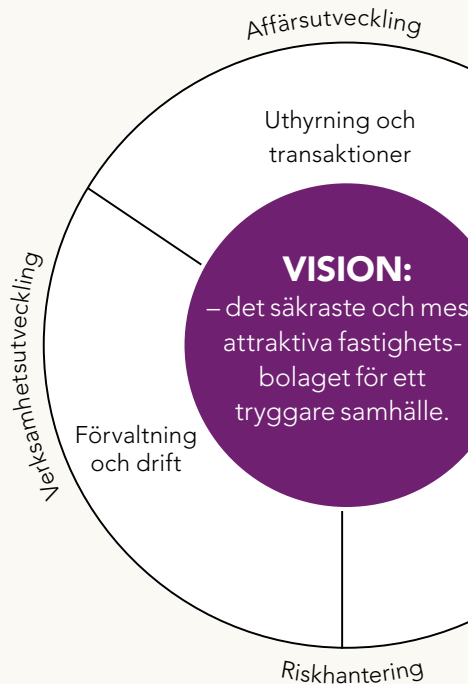 Affärsutveckling
Uthyrning och
transaktioner
VISION:
– det säkraste och mes
attraktiva fastighets-
bolaget för ett
tryggare samhälle.
Verksamhetsutveckling
Förvaltning
och drift
Riskhantering